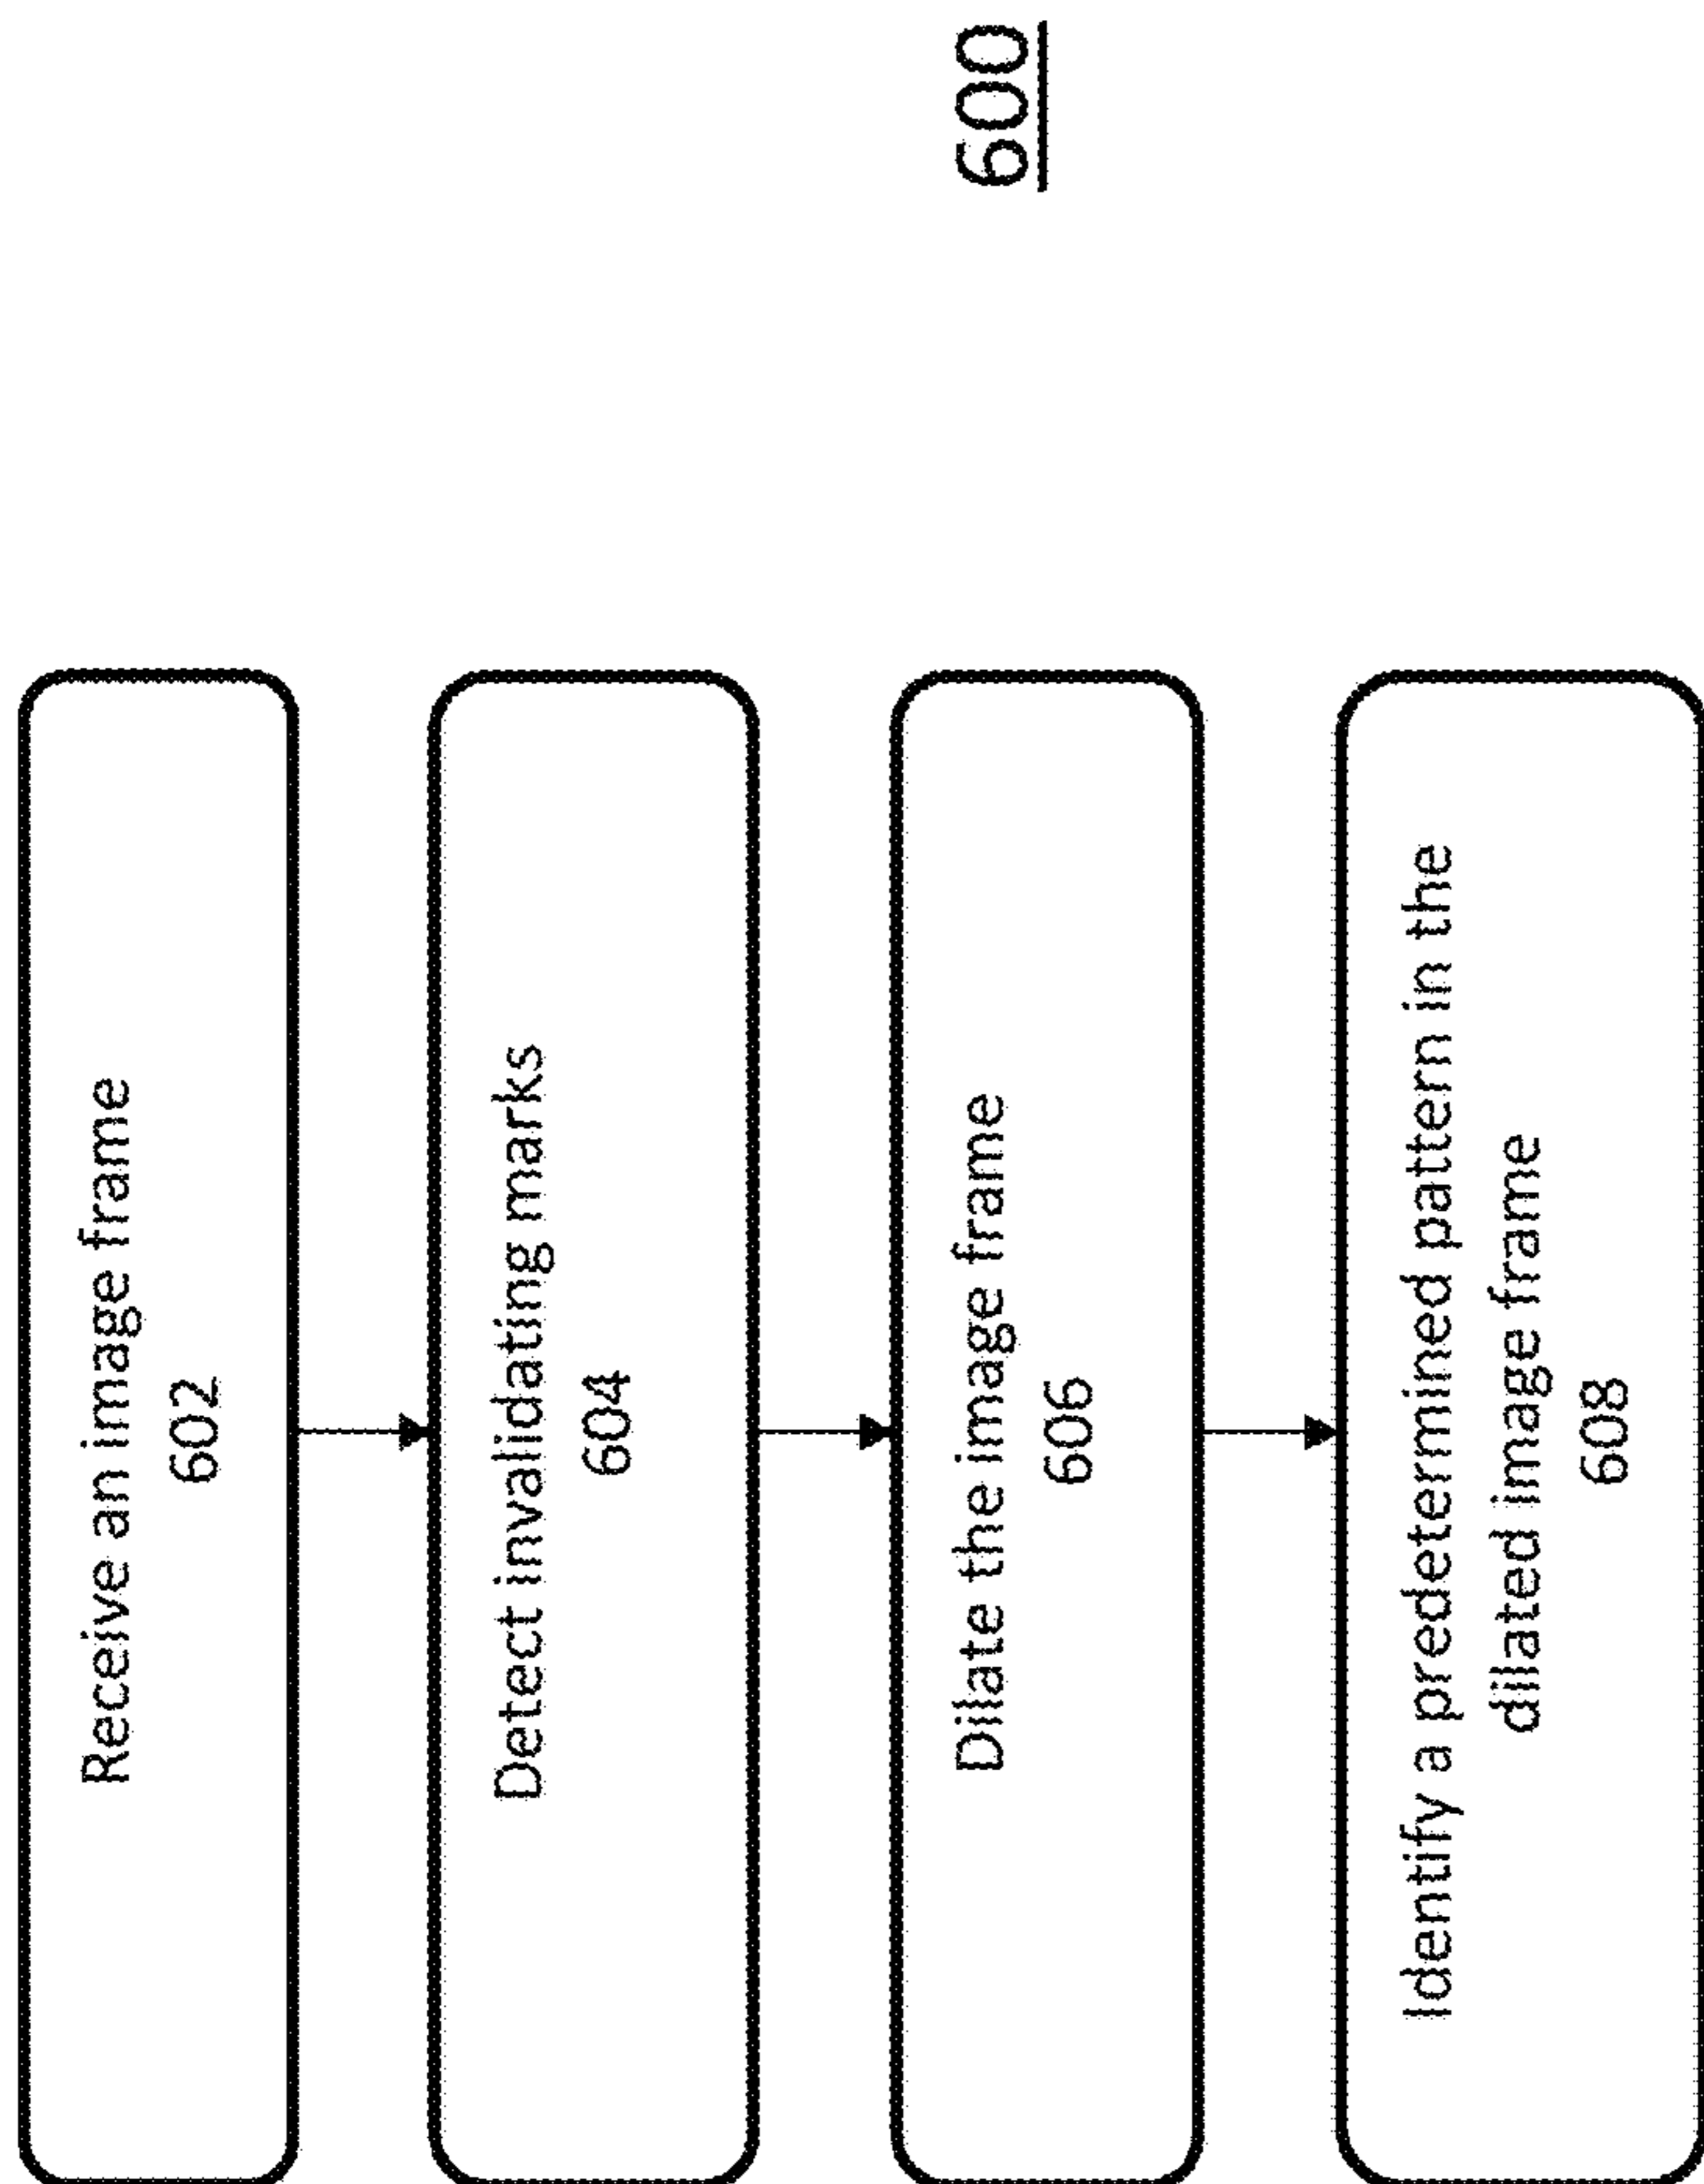 Receive an image frame
602
Detect invalidating marks
604
Dilate the image frame
606
Identify a predetermined pattern in the
dilated image frame
608
600